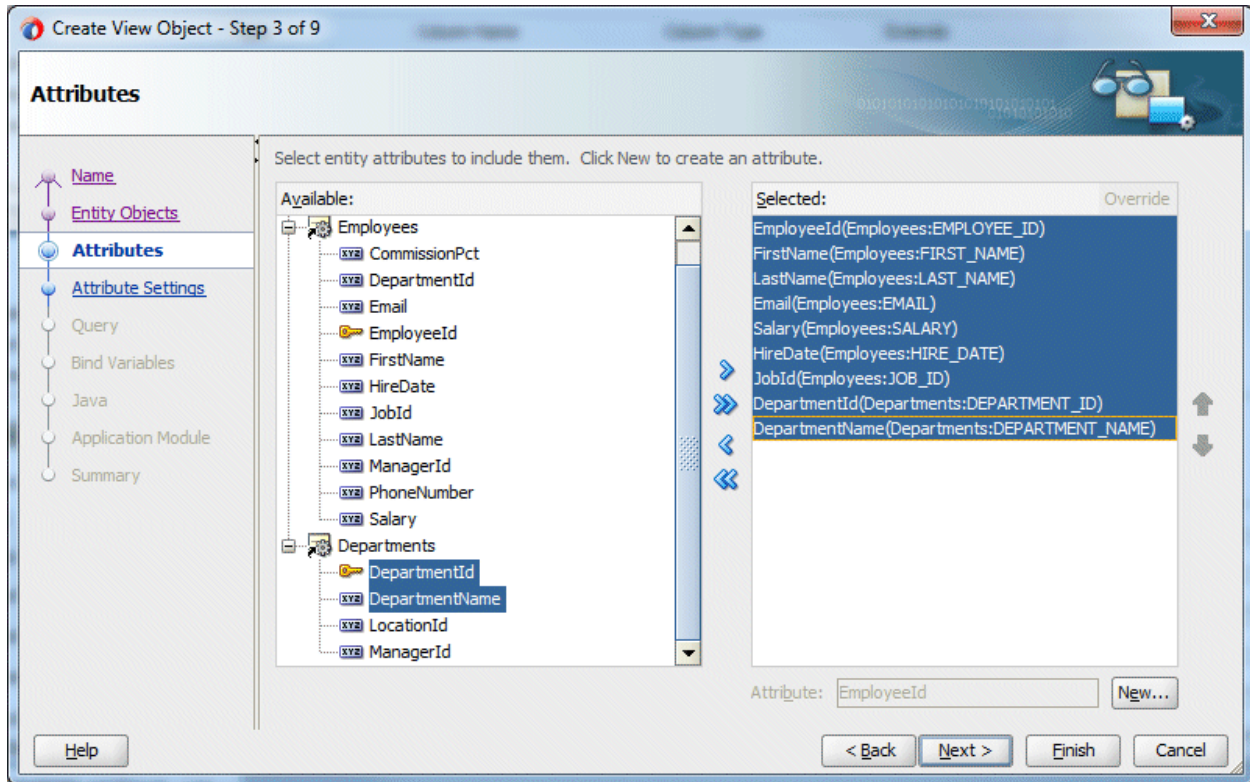 Create View Object - Step 3 of 9
Attributes
Name
Entity Objects
Attributes
Attribute Settings
Query
Bind Variables
Java
Application Module
Summary
Select entity attributes to include them. Click New to create an attribute.
Available:
Employees
CommissionPct
DepartmentId
Email
EmployeeId
FirstName
HireDate
JobId
LastName
ManagerId
PhoneNumber
Salary
Departments
DepartmentId
DepartmentName
LocationId
ManagerId
Selected: Override
EmployeeId(Employees:EMPLOYEE_ID)
FirstName(Employees:FIRST_NAME)
LastName(Employees:LAST_NAME)
Email(Employees:EMAIL)
Salary(Employees:SALARY)
HireDate(Employees:HIRE_DATE)
JobId(Employees:JOB_ID)
DepartmentId(Departments:DEPARTMENT_ID)
DepartmentName(Departments:DEPARTMENT_NAME)
Attribute: EmployeeId New...
Help < Back Next > Finish Cancel